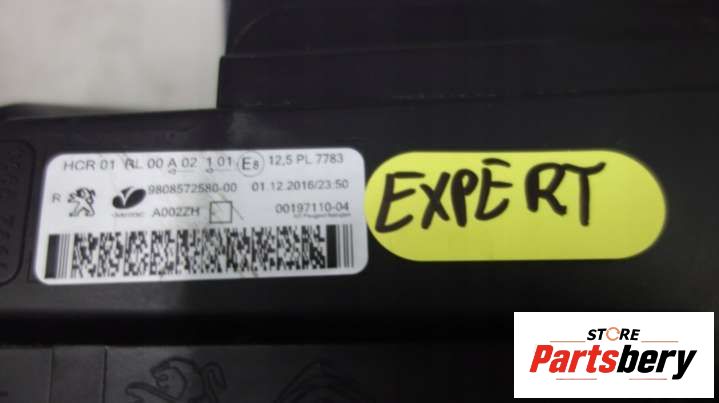 HCR 01 RL 00 A 02 1 01 E8 12,5 PL 7783
R 9808572580-00 01.12.2016/23:50
A002ZH 00197110-04
EXPERT
STORE
Partsbery